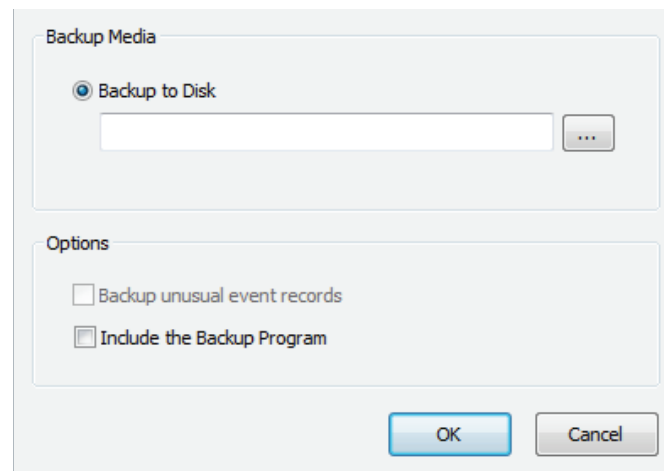 Backup Media
Backup to Disk
...
Options
Backup unusual event records
Include the Backup Program
OK Cancel